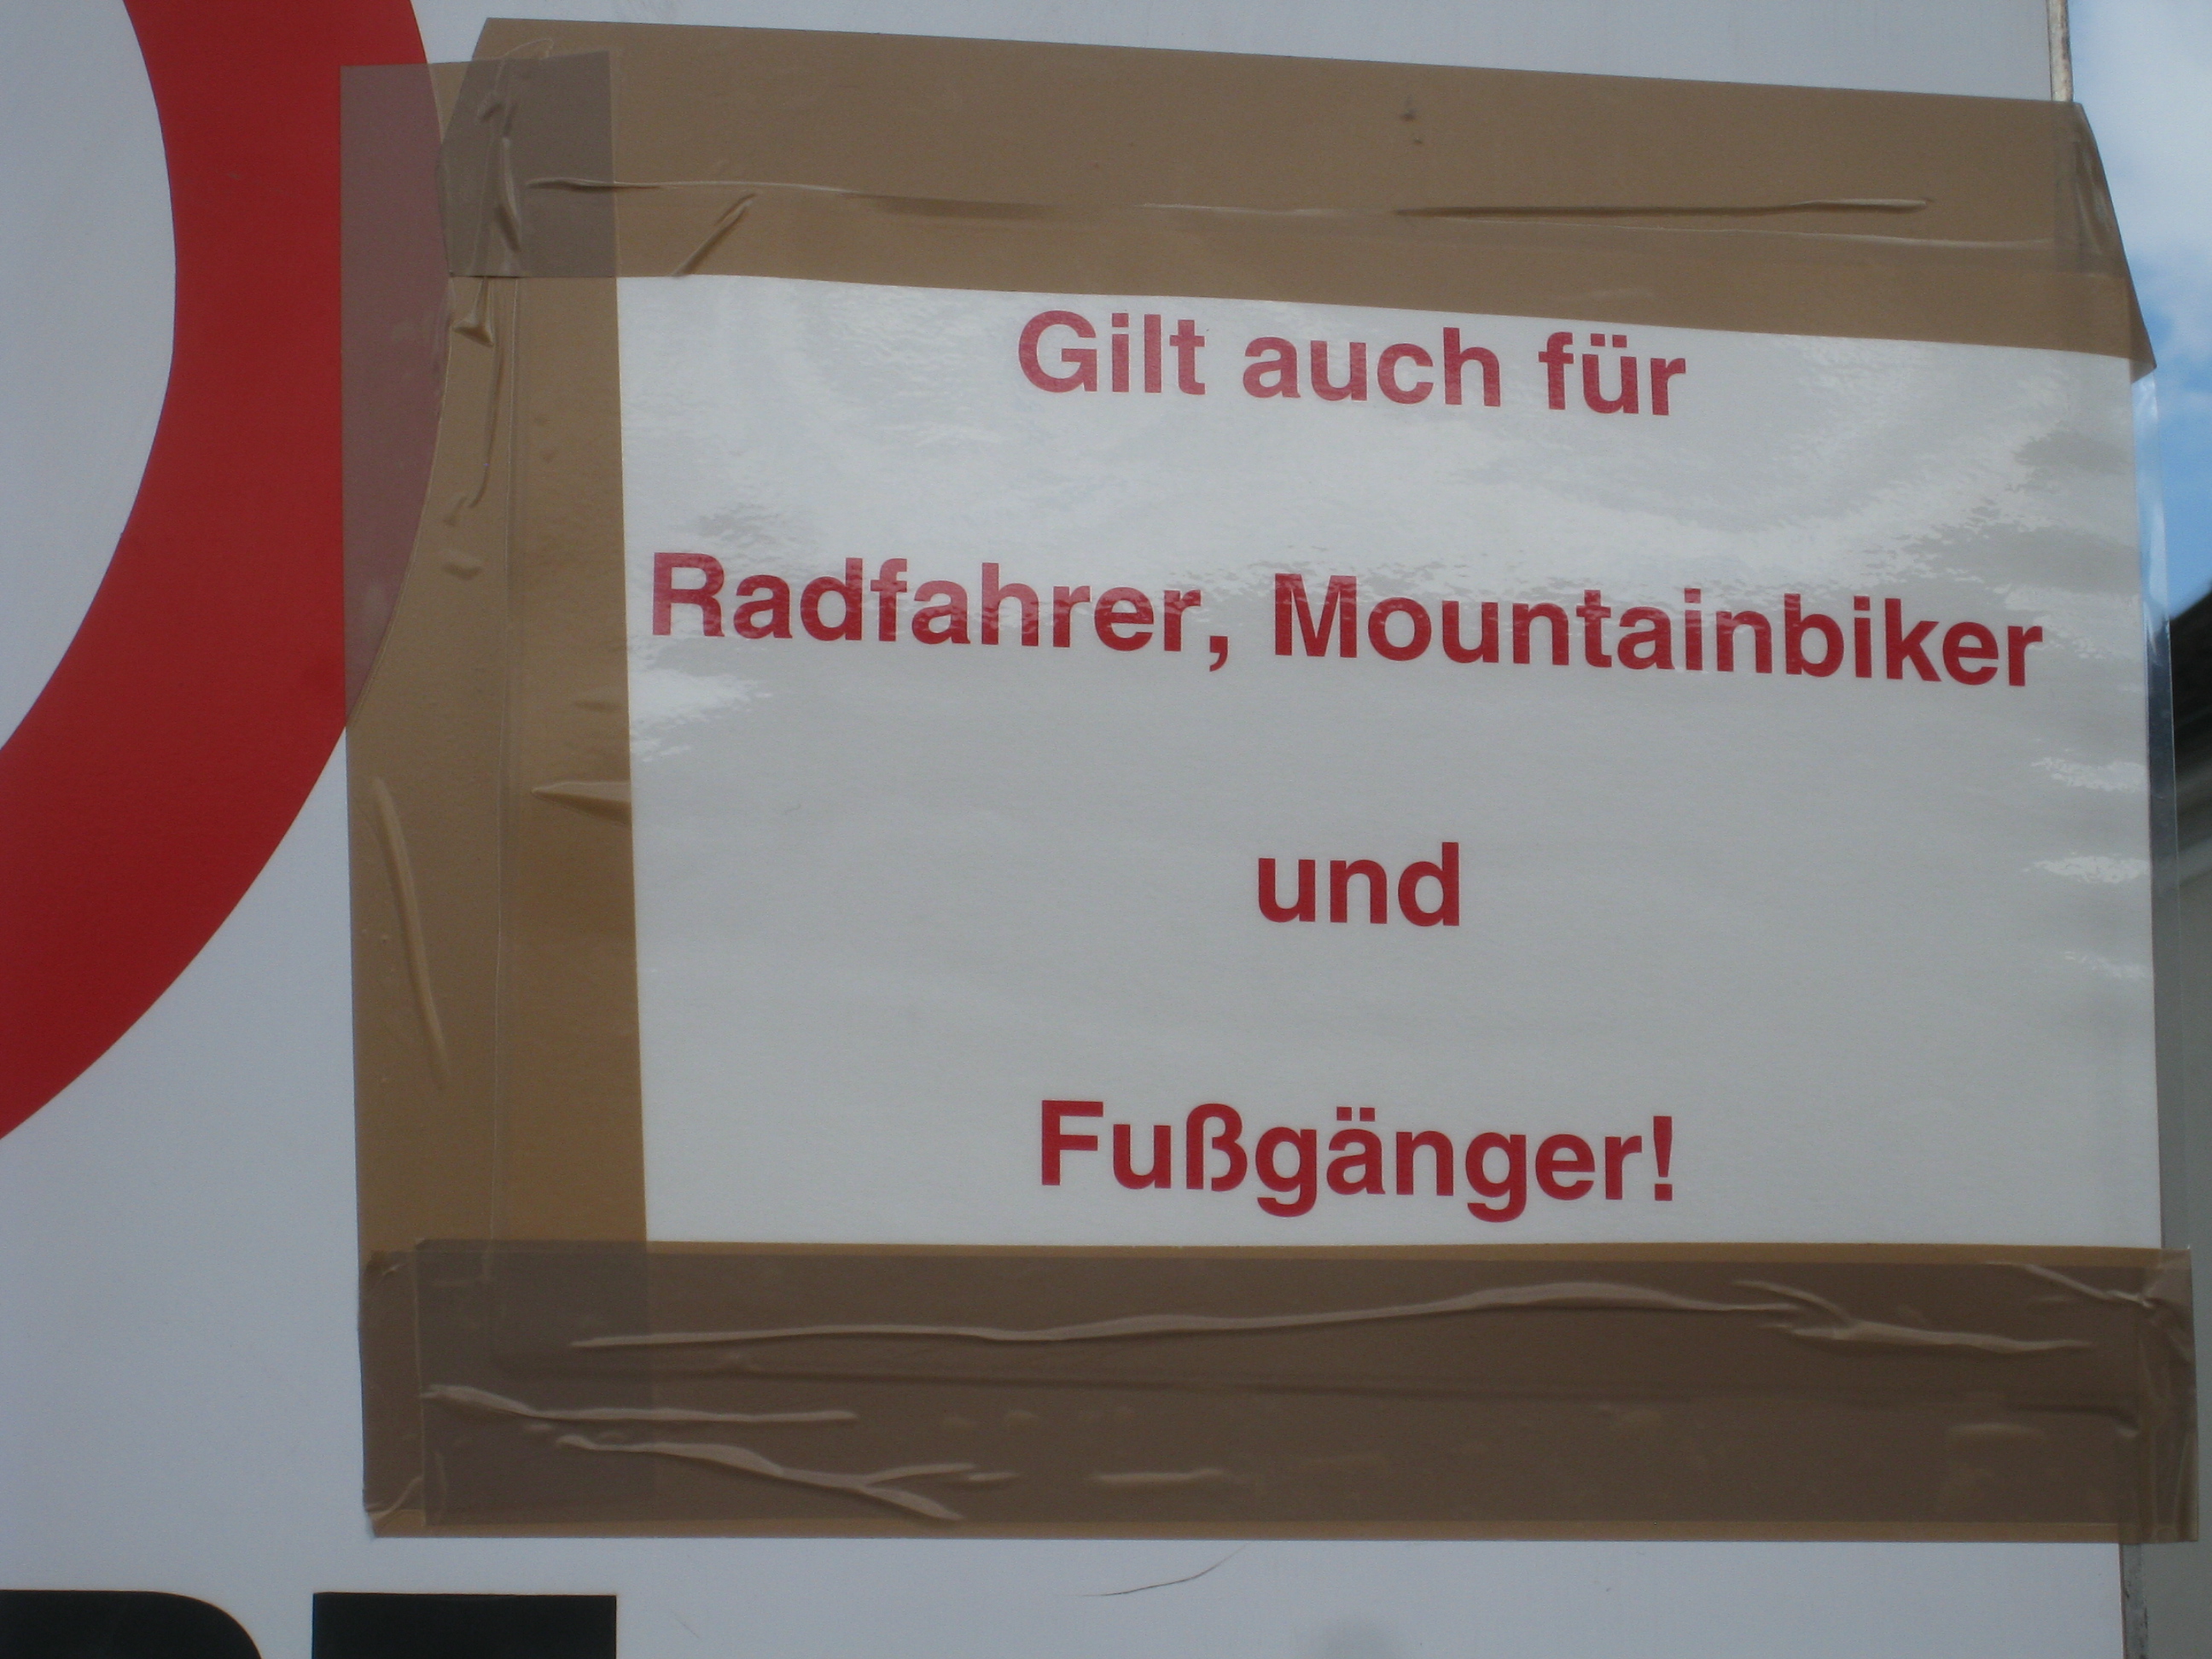 Gilt auch für
Radfahrer, Mountainbiker
und
Fußgänger!